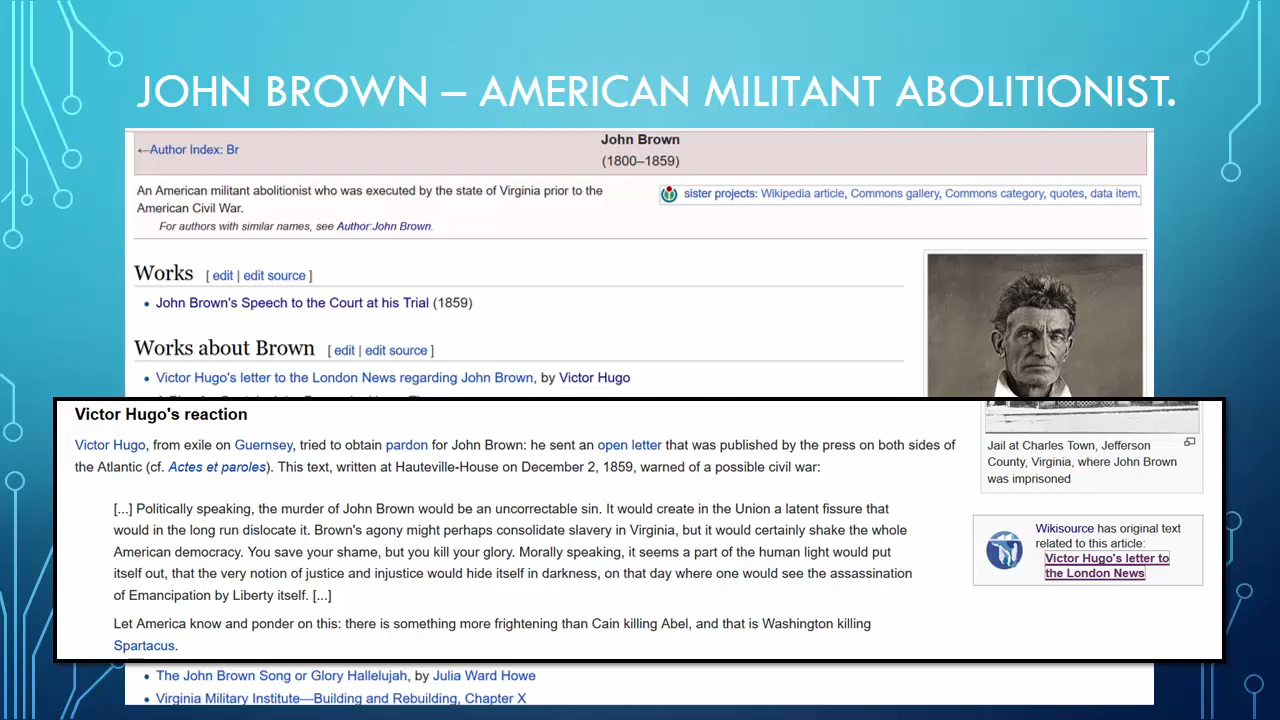 JOHN BROWN – AMERICAN MILITANT ABOLITIONIST.
←Author Index: Br
John Brown
(1800–1859)
An American militant abolitionist who was executed by the state of Virginia prior to the
American Civil War.
For authors with similar names, see Author:John Brown.
sister projects: Wikipedia article, Commons gallery, Commons category, quotes, data item.
Works [ edit | edit source ]
• John Brown's Speech to the Court at his Trial (1859)
Works about Brown [ edit | edit source ]
• Victor Hugo's letter to the London News regarding John Brown, by Victor Hugo
Victor Hugo's reaction
Victor Hugo, from exile on Guernsey, tried to obtain pardon for John Brown: he sent an open letter that was published by the press on both sides of
the Atlantic (cf. Actes et paroles). This text, written at Hauteville-House on December 2, 1859, warned of a possible civil war:
[...] Politically speaking, the murder of John Brown would be an uncorrectable sin. It would create in the Union a latent fissure that
would in the long run dislocate it. Brown's agony might perhaps consolidate slavery in Virginia, but it would certainly shake the whole
American democracy. You save your shame, but you kill your glory. Morally speaking, it seems a part of the human light would put
itself out, that the very notion of justice and injustice would hide itself in darkness, on that day where one would see the assassination
of Emancipation by Liberty itself. [...]
Let America know and ponder on this: there is something more frightening than Cain killing Abel, and that is Washington killing
Spartacus.
Jail at Charles Town, Jefferson
County, Virginia, where John Brown
was imprisoned
Wikisource has original text
related to this article:
Victor Hugo's letter to
the London News
• The John Brown Song or Glory Hallelujah, by Julia Ward Howe
• Virginia Military Institute—Building and Rebuilding, Chapter X